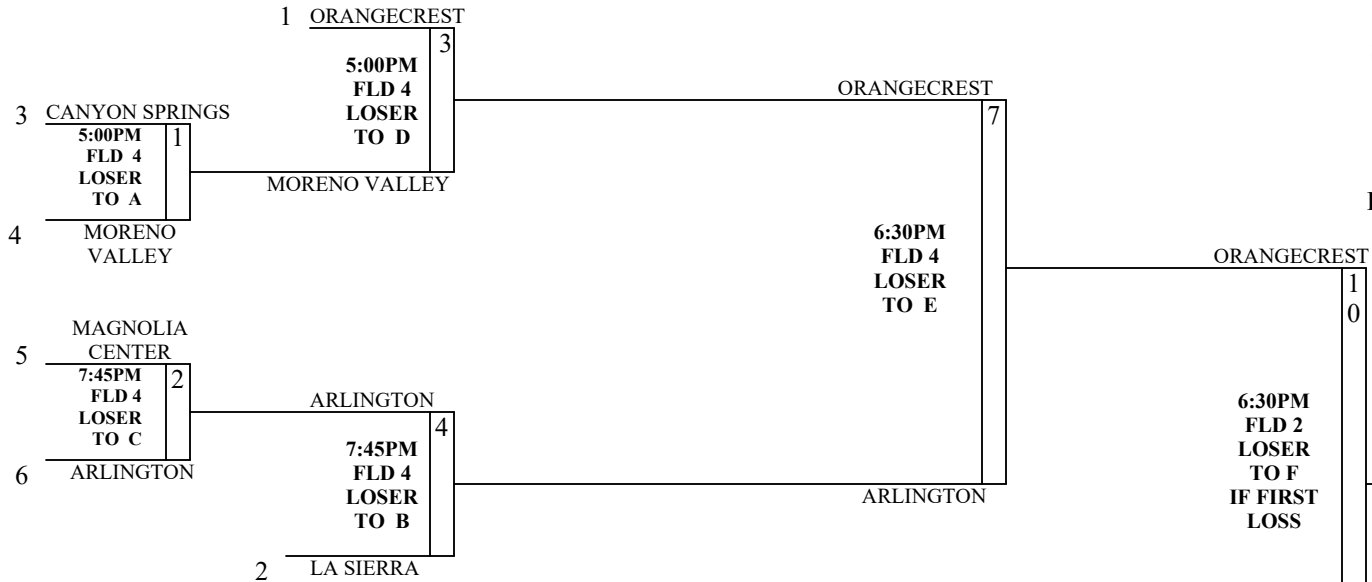 1 ORANGECREST
3
5:00PM
FLD 4
LOSER
TO D
ORANGECREST
7
3 CANYON SPRINGS
5:00PM 1
FLD 4
LOSER
TO A
MORENO VALLEY
4 MORENO
VALLEY
6:30PM
FLD 4
LOSER
TO E
ORANGECREST
1
0
MAGNOLIA
5 CENTER
7:45PM 2
FLD 4
LOSER
TO C
6 ARLINGTON
ARLINGTON
4
7:45PM
FLD 4
LOSER
TO B
2 LA SIERRA
ARLINGTON
6:30PM
FLD 2
LOSER
TO F
IF FIRST
LOSS